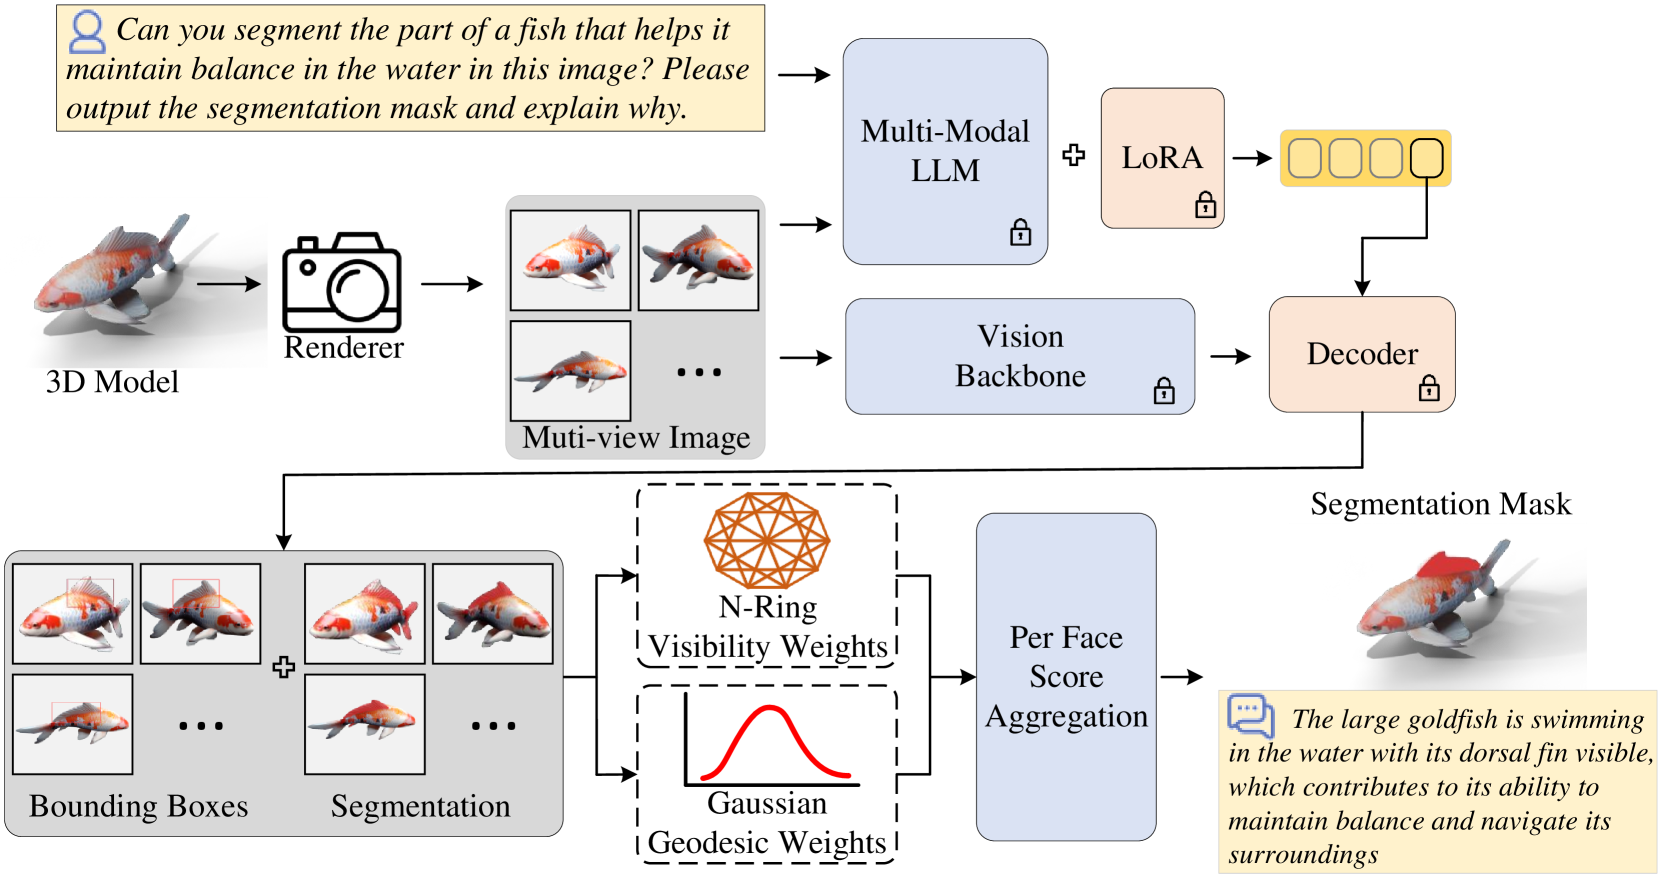 Can you segment the part of a fish that helps it
maintain balance in the water in this image? Please
output the segmentation mask and explain why.
Multi-Modal
LLM
LoRA
3D Model
Renderer
Muti-view Image
Vision
Backbone
Decoder
Bounding Boxes
Segmentation
N-Ring
Visibility Weights
Gaussian
Geodesic Weights
Per Face
Score
Aggregation
Segmentation Mask
The large goldfish is swimming
in the water with its dorsal fin visible,
which contributes to its ability to
maintain balance and navigate its
surroundings